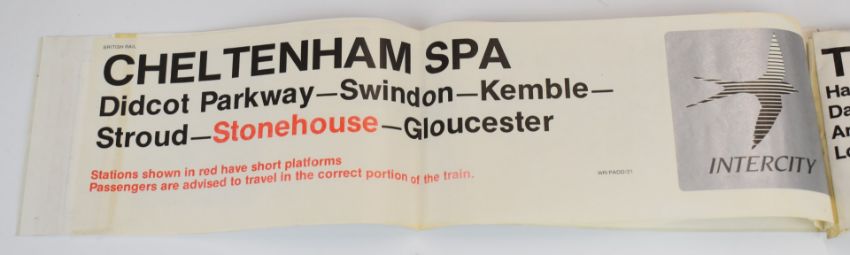 BRITISH RAIL
CHELTENHAM SPA
Didcot Parkway—Swindon—Kemble—
Stroud—Stonehouse—Gloucester
Stations shown in red have short platforms
Passengers are advised to travel in the correct portion of the train.
WR/PADD/21
INTERCITY
T
Ha
Da
Ar
Lo